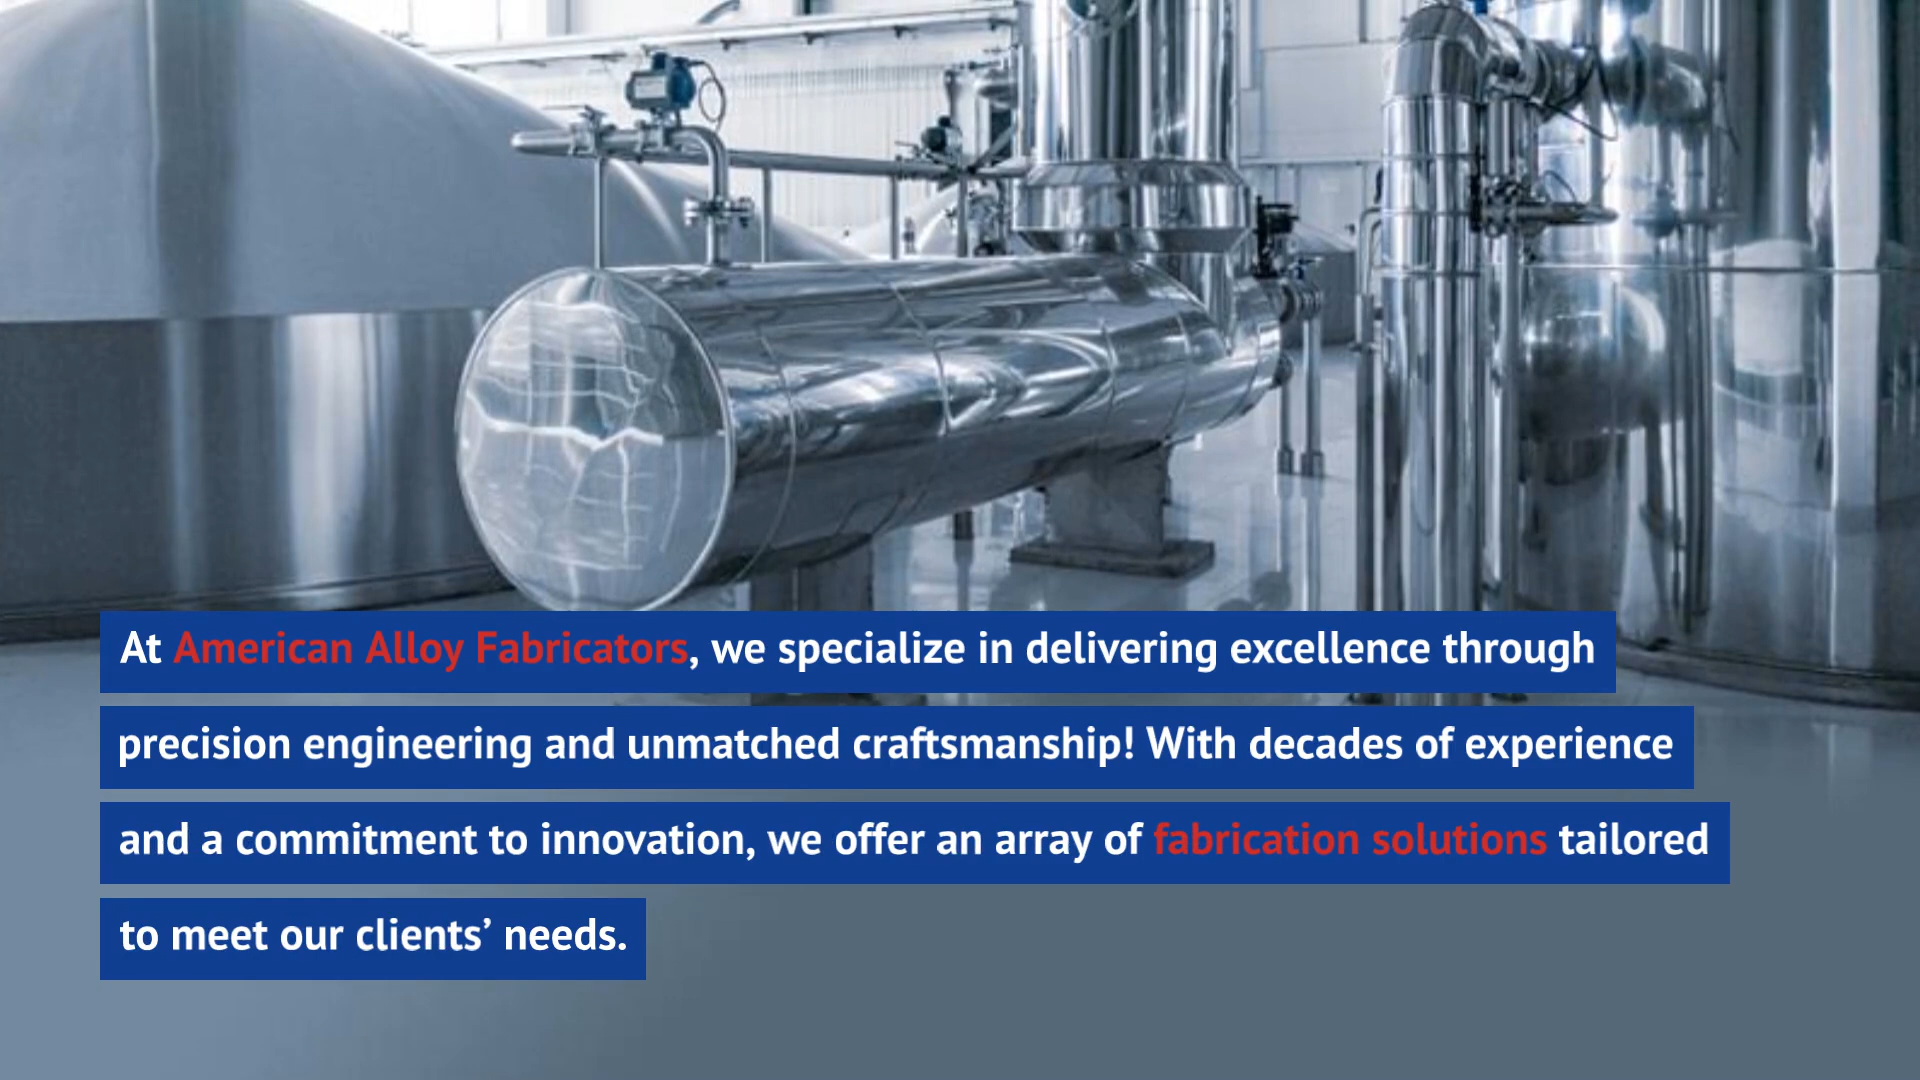 At American Alloy Fabricators, we specialize in delivering excellence through
precision engineering and unmatched craftsmanship! With decades of experience
and a commitment to innovation, we offer an array of fabrication solutions tailored
to meet our clients’ needs.